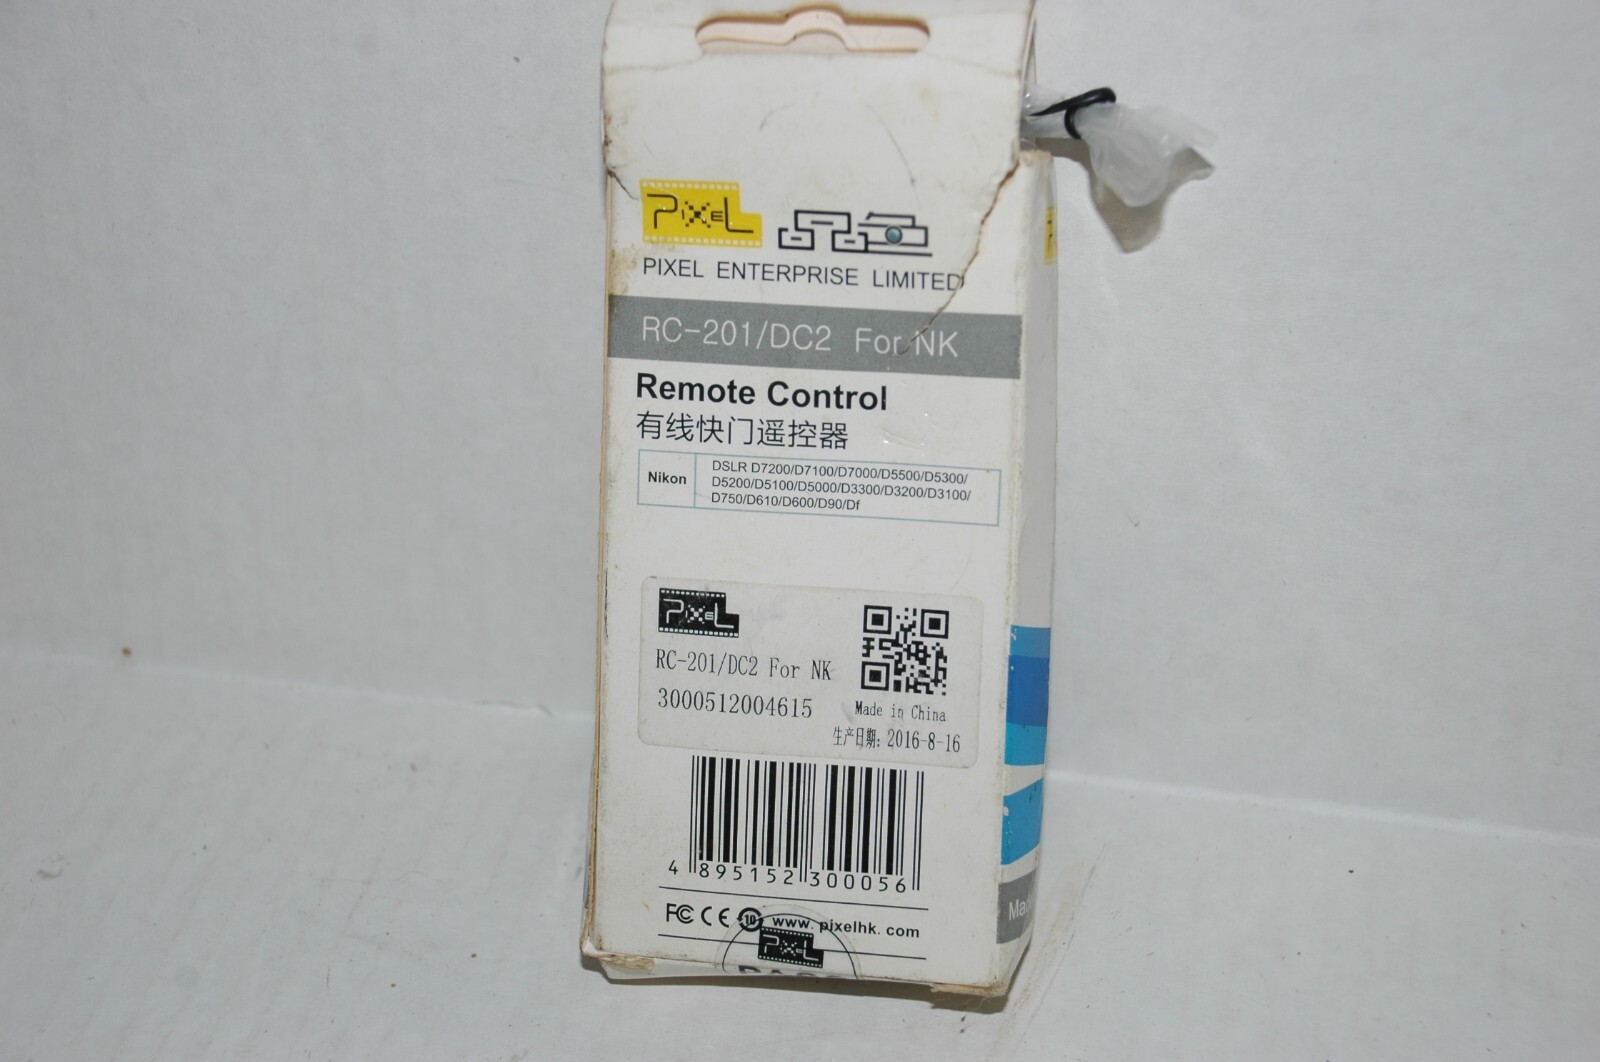 PIXEL
PIXEL ENTERPRISE LIMITED
RC-201/DC2 For NK
Remote Control
有线快门遥控器
Nikon
DSLR D7200/D7100/D7000/D5500/D5300/
D5200/D5100/D5000/D3300/D3200/D3100/
D750/D610/D600/D90/Df
PIXEL
RC-201/DC2 For NK
3000512004615
Made in China
生产日期: 2016-8-16
4 895152 300056
FC CE 10 www. pixelhk. com
PIXEL